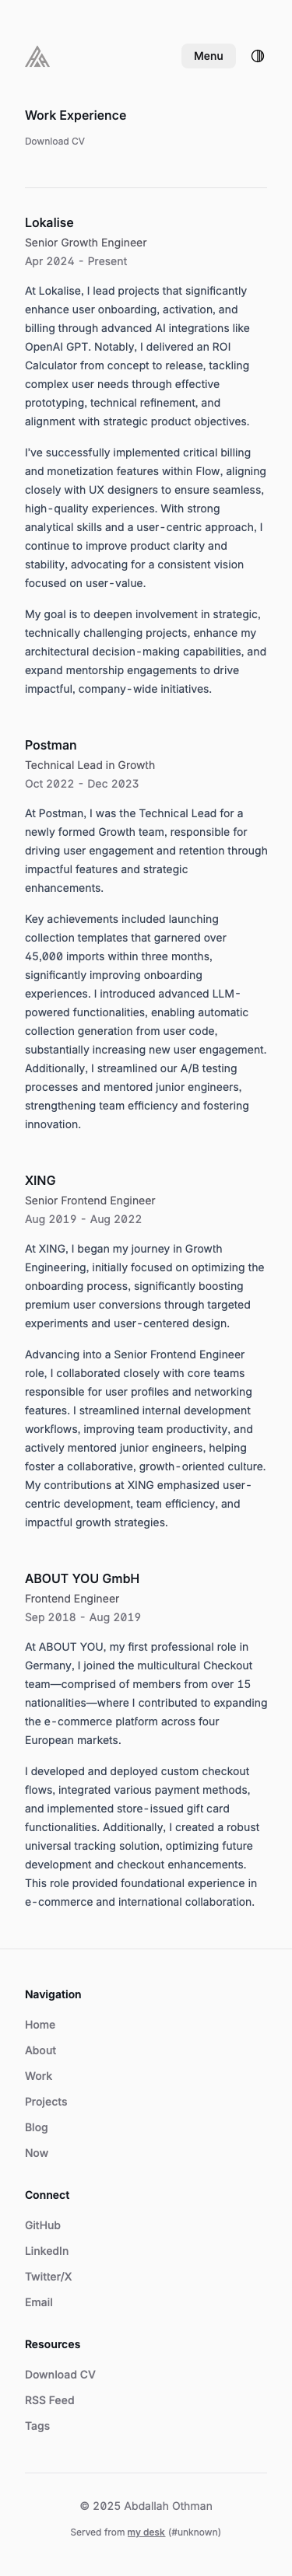 Menu
Work Experience
Download CV
Lokalise
Senior Growth Engineer
Apr 2024 - Present
At Lokalise, I lead projects that significantly
enhance user onboarding, activation, and
billing through advanced AI integrations like
OpenAI GPT. Notably, I delivered an ROI
Calculator from concept to release, tackling
complex user needs through effective
prototyping, technical refinement, and
alignment with strategic product objectives.
I've successfully implemented critical billing
and monetization features within Flow, aligning
closely with UX designers to ensure seamless,
high-quality experiences. With strong
analytical skills and a user-centric approach, I
continue to improve product clarity and
stability, advocating for a consistent vision
focused on user-value.
My goal is to deepen involvement in strategic,
technically challenging projects, enhance my
architectural decision-making capabilities, and
expand mentorship engagements to drive
impactful, company-wide initiatives.
Postman
Technical Lead in Growth
Oct 2022 - Dec 2023
At Postman, I was the Technical Lead for a
newly formed Growth team, responsible for
driving user engagement and retention through
impactful features and strategic
enhancements.
Key achievements included launching
collection templates that garnered over
45,000 imports within three months,
significantly improving onboarding
experiences. I introduced advanced LLM-
powered functionalities, enabling automatic
collection generation from user code,
substantially increasing new user engagement.
Additionally, I streamlined our A/B testing
processes and mentored junior engineers,
strengthening team efficiency and fostering
innovation.
XING
Senior Frontend Engineer
Aug 2019 - Aug 2022
At XING, I began my journey in Growth
Engineering, initially focused on optimizing the
onboarding process, significantly boosting
premium user conversions through targeted
experiments and user-centered design.
Advancing into a Senior Frontend Engineer
role, I collaborated closely with core teams
responsible for user profiles and networking
features. I streamlined internal development
workflows, improving team productivity, and
actively mentored junior engineers, helping
foster a collaborative, growth-oriented culture.
My contributions at XING emphasized user-
centric development, team efficiency, and
impactful growth strategies.
ABOUT YOU GmbH
Frontend Engineer
Sep 2018 - Aug 2019
At ABOUT YOU, my first professional role in
Germany, I joined the multicultural Checkout
team—comprised of members from over 15
nationalities—where I contributed to expanding
the e-commerce platform across four
European markets.
I developed and deployed custom checkout
flows, integrated various payment methods,
and implemented store-issued gift card
functionalities. Additionally, I created a robust
universal tracking solution, optimizing future
development and checkout enhancements.
This role provided foundational experience in
e-commerce and international collaboration.
Navigation
Home
About
Work
Projects
Blog
Now
Connect
GitHub
LinkedIn
Twitter/X
Email
Resources
Download CV
RSS Feed
Tags
© 2025 Abdallah Othman
Served from my desk (#unknown)